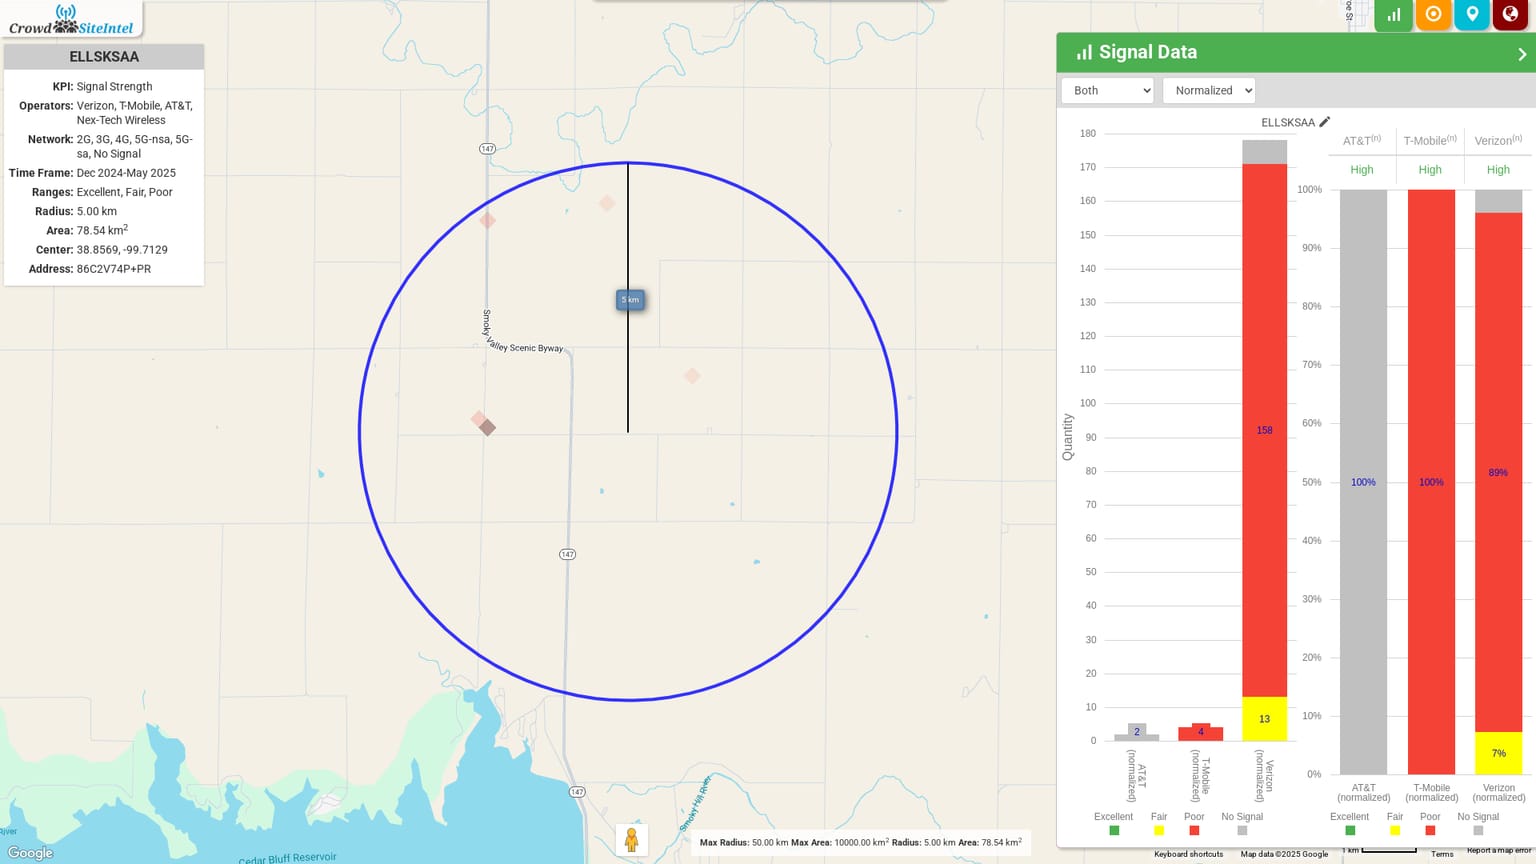 Crowd SiteIntel
ELLSKSAA
KPI: Signal Strength
Operators: Verizon, T-Mobile, AT&T,
Nex-Tech Wireless
Network: 2G, 3G, 4G, 5G-nsa, 5G-
sa, No Signal
Time Frame: Dec 2024-May 2025
Ranges: Excellent, Fair, Poor
Radius: 5.00 km
Area: 78.54 km2
Center: 38.8569, -99.7129
Address: 86C2V74P+PR
147
5 km
Smoky Valley Scenic Byway
147
147
Smoky Hill River
River
Cedar Bluff Reservoir
Google
Max Radius: 50.00 km Max Area: 10000.00 km2 Radius: 5.00 km Area: 78.54 km2
Signal Data
Both
Normalized
ELLSKSAA
Quantity
180
170
160
150
140
130
120
110
100
90
80
70
60
50
40
30
20
10
0
2
4
158
13
AT&T
(normalized)
T-Mobile
(normalized)
Verizon
(normalized)
Excellent Fair Poor No Signal
AT&T(n) T-Mobile(n) Verizon(n)
High High High
100%
90%
80%
70%
60%
50%
40%
30%
20%
10%
0%
100% 100% 89%
7%
AT&T
(normalized)
T-Mobile
(normalized)
Verizon
(normalized)
Excellent Fair Poor No Signal
Keyboard shortcuts Map data ©2025 Google 1 km Terms Report a map error